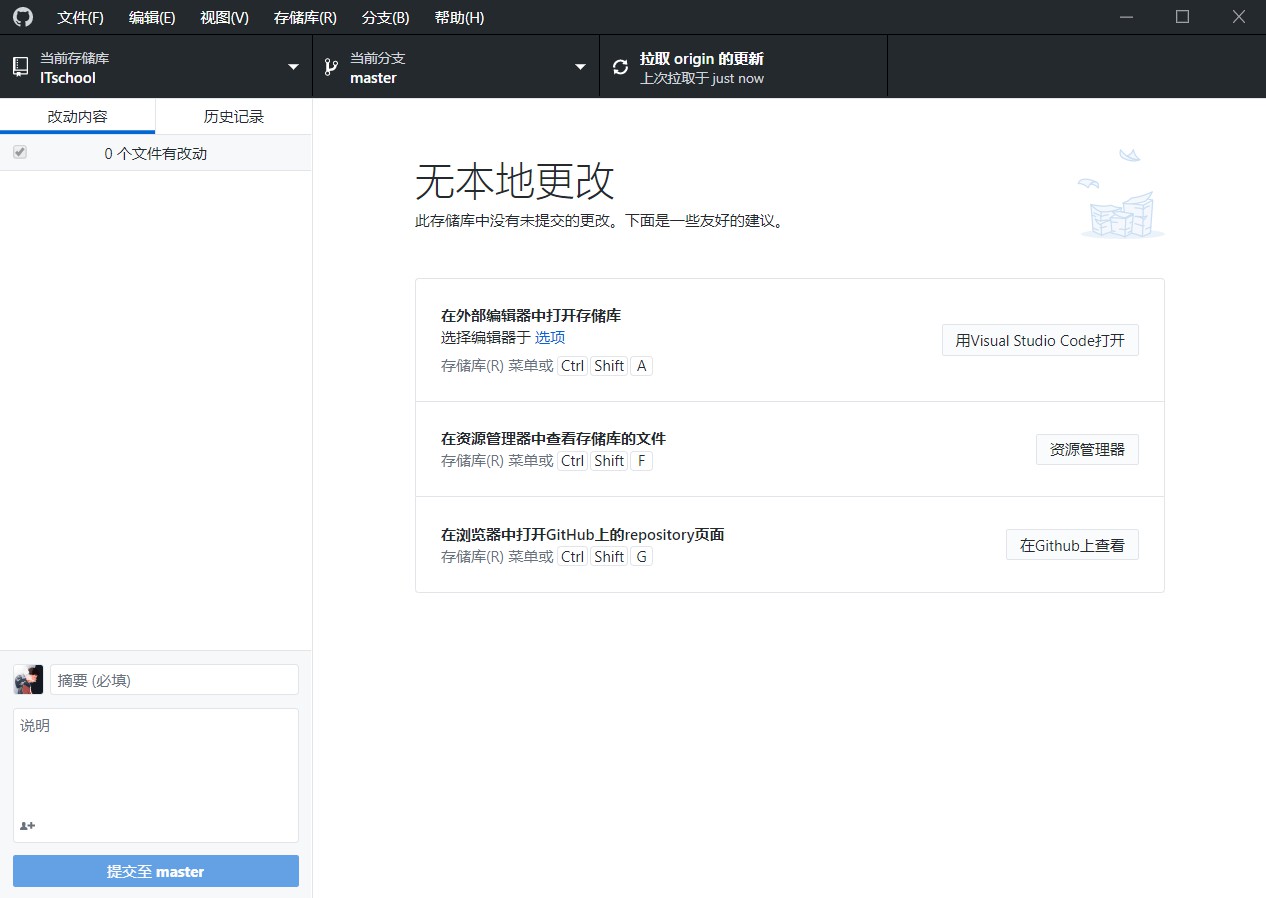 文件(F) 编辑(E) 视图(V) 存储库(R) 分支(B) 帮助(H)
当前存储库
ITschool
当前分支
master
拉取 origin 的更新
上次拉取于 just now
改动内容 历史记录
0 个文件有改动
无本地更改
此存储库中没有未提交的更改。下面是一些友好的建议。
在外部编辑器中打开存储库
选择编辑器于 选项
存储库(R) 菜单或 Ctrl Shift A
用Visual Studio Code打开
在资源管理器中查看存储库的文件
存储库(R) 菜单或 Ctrl Shift F
资源管理器
在浏览器中打开GitHub上的repository页面
存储库(R) 菜单或 Ctrl Shift G
在Github上查看
摘要 (必填)
说明
提交至 master